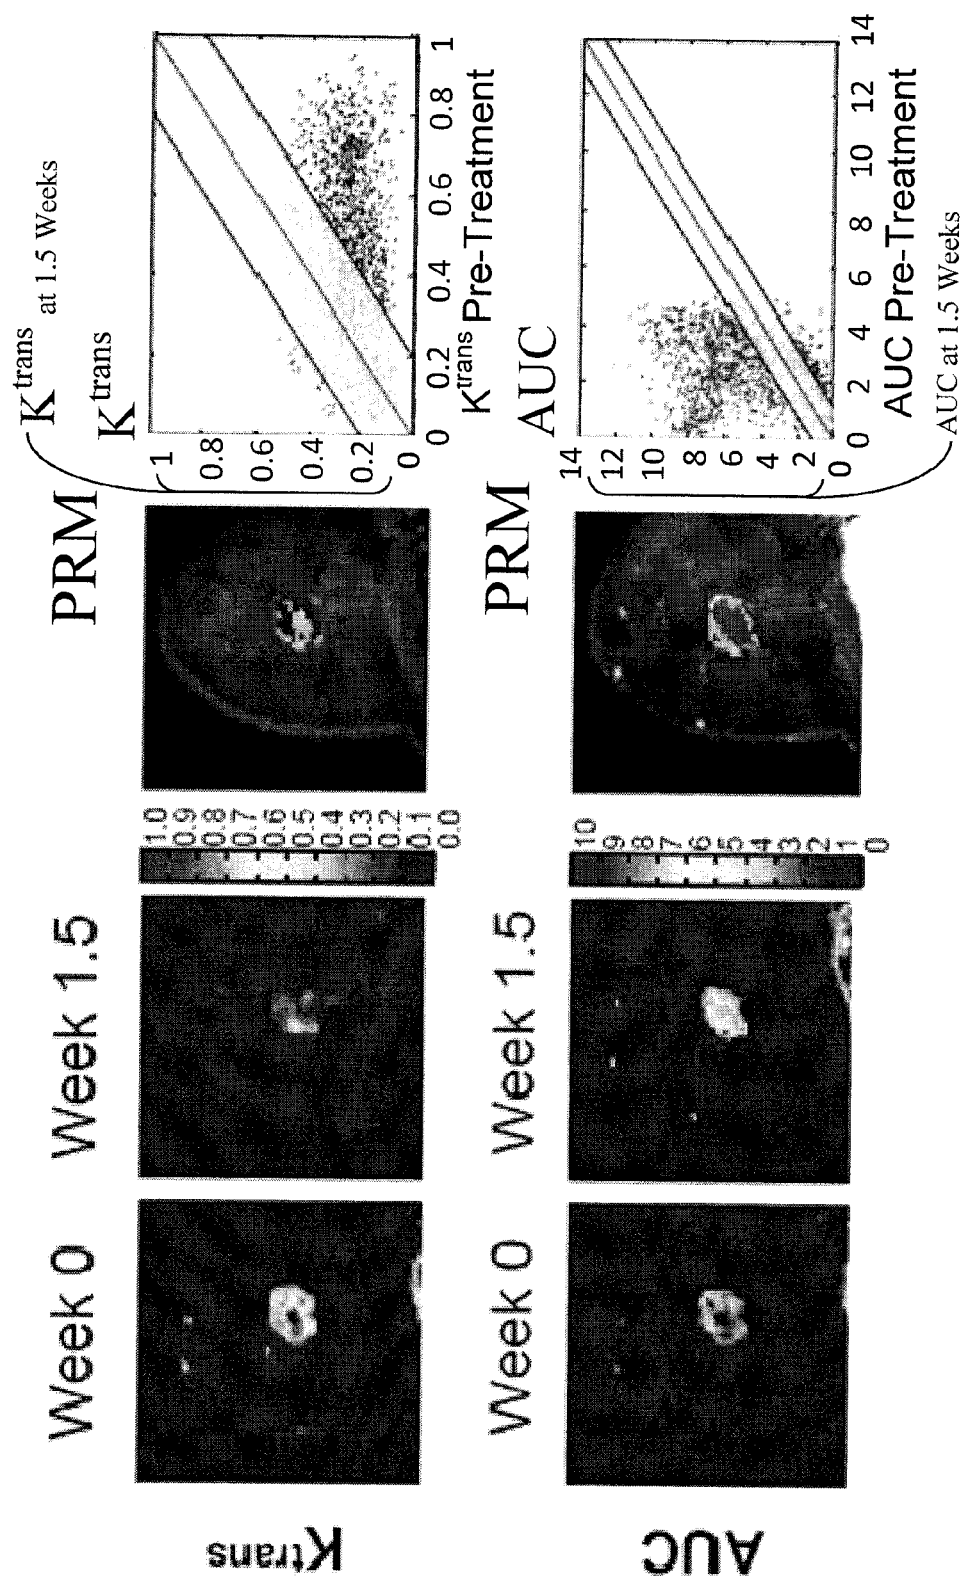 Week 0
Week 1.5
PRM
K^trans
K^trans at 1.5 Weeks
K^trans
1.0
0.9
0.8
0.7
0.6
0.5
0.4
0.3
0.2
0.1
0.0
1
0.8
0.6
0.4
0.2
0
0 0.2 0.4 0.6 0.8 1
K^trans Pre-Treatment
Week 0
Week 1.5
PRM
AUC
AUC
10
9
8
7
6
5
4
3
2
1
0
14
12
10
8
6
4
2
0
0 2 4 6 8 10 12 14
AUC Pre-Treatment
AUC at 1.5 Weeks